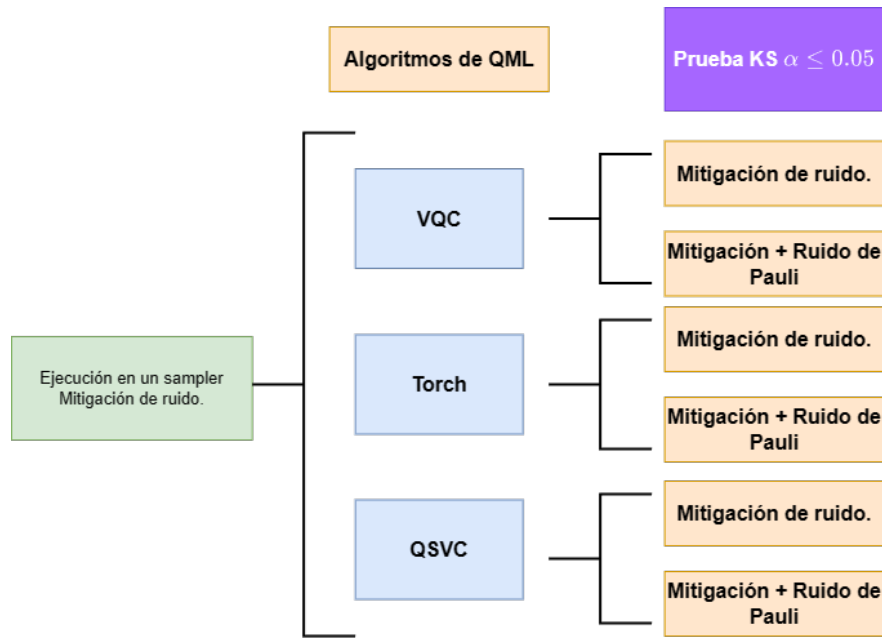 Algoritmos de QML
Prueba KS α ≤ 0.05
VQC
Mitigación de ruido.
Mitigación + Ruido de
Pauli
Ejecución en un sampler
Mitigación de ruido.
Torch
Mitigación de ruido.
Mitigación + Ruido de
Pauli
QSVC
Mitigación de ruido.
Mitigación + Ruido de
Pauli